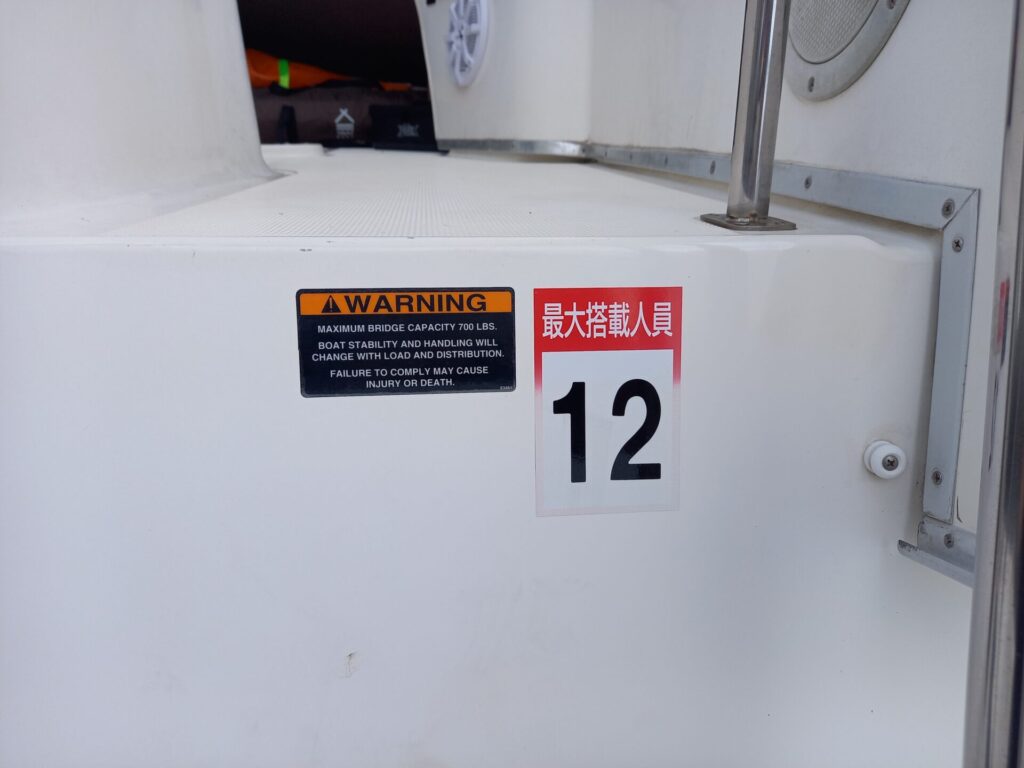 WARNING
MAXIMUM BRIDGE CAPACITY 700 LBS.
BOAT STABILITY AND HANDLING WILL
CHANGE WITH LOAD AND DISTRIBUTION.
FAILURE TO COMPLY MAY CAUSE
INJURY OR DEATH.
最大搭載人員
12